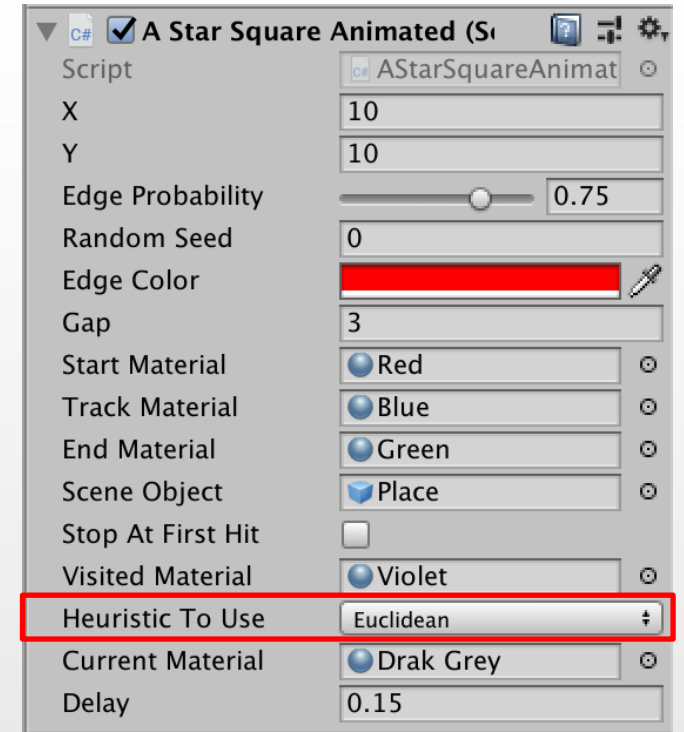 C# A Star Square Animated (Sc
Script C# AStarSquareAnimat
X 10
Y 10
Edge Probability 0.75
Random Seed 0
Edge Color
Gap 3
Start Material Red
Track Material Blue
End Material Green
Scene Object Place
Stop At First Hit
Visited Material Violet
Heuristic To Use Euclidean
Current Material Drak Grey
Delay 0.15